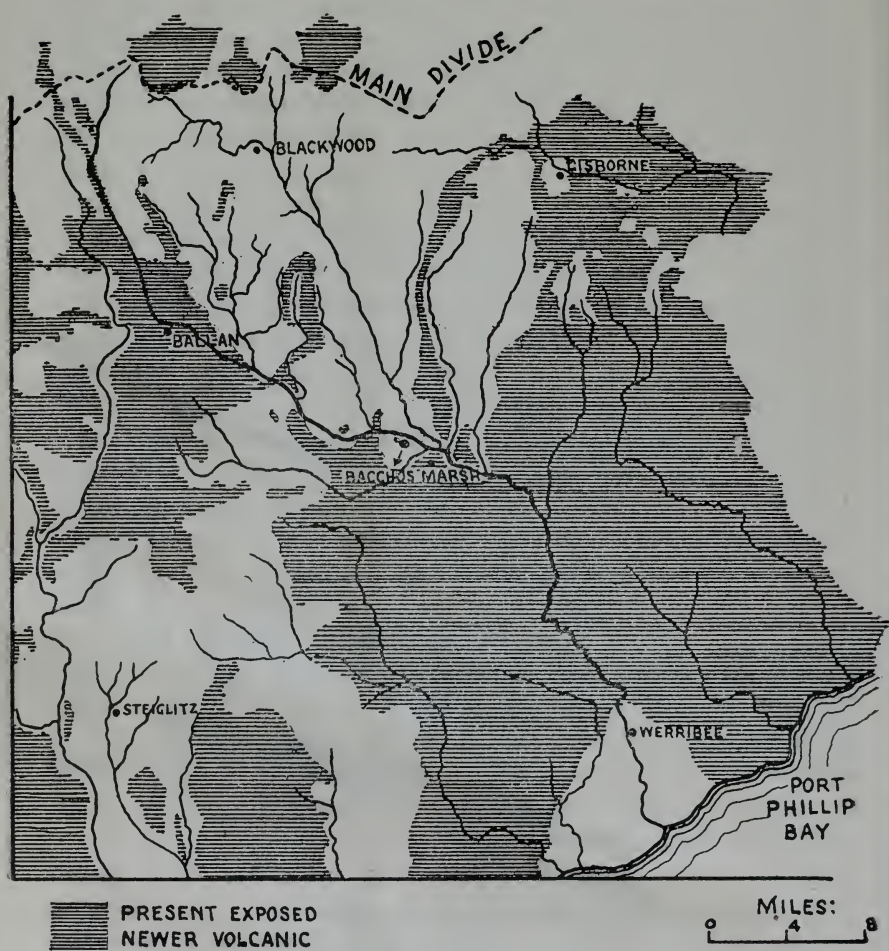 MAIN DIVIDE
BLACKWOOD
GISBORNE
BALLAN
BACCHUS MARSH
STEIGLITZ
WERRIBEE
PORT
PHILLIP
BAY
PRESENT EXPOSED
NEWER VOLCANIC
MILES:
0 4 8